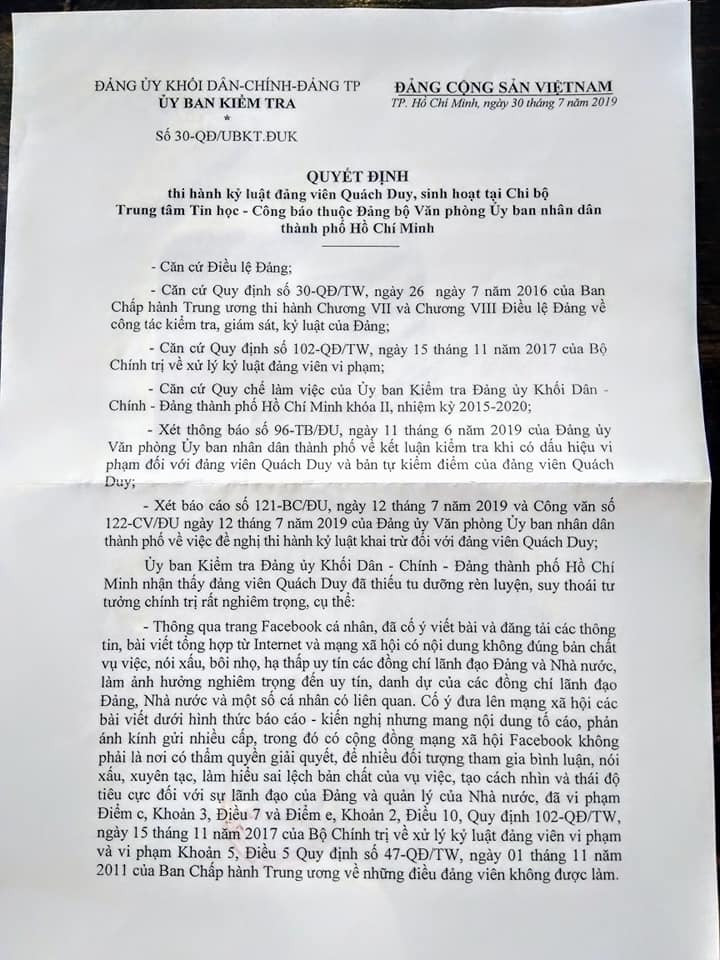 ĐẢNG ỦY KHỐI DÂN-CHÍNH-ĐẢNG TP
ỦY BAN KIỂM TRA
*
Số 30-QĐ/UBKT.ĐUK
ĐẢNG CỘNG SẢN VIỆT NAM
TP. Hồ Chí Minh, ngày 30 tháng 7 năm 2019
QUYẾT ĐỊNH
thi hành kỷ luật đảng viên Quách Duy, sinh hoạt tại Chi bộ
Trung tâm Tin học - Công báo thuộc Đảng bộ Văn phòng Ủy ban nhân dân
thành phố Hồ Chí Minh
- Căn cứ Điều lệ Đảng;
- Căn cứ Quy định số 30-QĐ/TW, ngày 26 ngày 7 năm 2016 của Ban
Chấp hành Trung ương thi hành Chương VII và Chương VIII Điều lệ Đảng về
công tác kiểm tra, giám sát, kỷ luật của Đảng;
- Căn cứ Quy định số 102-QĐ/TW, ngày 15 tháng 11 năm 2017 của Bộ
Chính trị về xử lý kỷ luật đảng viên vi phạm;
- Căn cứ Quy chế làm việc của Ủy ban Kiểm tra Đảng ủy Khối Dân -
Chính - Đảng thành phố Hồ Chí Minh khóa II, nhiệm kỳ 2015-2020;
- Xét thông báo số 96-TB/ĐU, ngày 11 tháng 6 năm 2019 của Đảng ủy
Văn phòng Ủy ban nhân dân thành phố về kết luận kiểm tra khi có dấu hiệu vi
phạm đối với đảng viên Quách Duy và bản tự kiểm điểm của đảng viên Quách
Duy;
- Xét báo cáo số 121-BC/ĐU, ngày 12 tháng 7 năm 2019 và Công văn số
122-CV/ĐU ngày 12 tháng 7 năm 2019 của Đảng ủy Văn phòng Ủy ban nhân dân
thành phố về việc đề nghị thi hành kỷ luật khai trừ đối với đảng viên Quách Duy;
Ủy ban Kiểm tra Đảng ủy Khối Dân - Chính - Đảng thành phố Hồ Chí
Minh nhận thấy đảng viên Quách Duy đã thiếu tu dưỡng rèn luyện, suy thoái tư
tưởng chính trị rất nghiêm trọng, cụ thể:
- Thông qua trang Facebook cá nhân, đã cố ý viết bài và đăng tải các thông
tin, bài viết tổng hợp từ Internet và mạng xã hội có nội dung không đúng bản chất
vụ việc, nói xấu, bôi nhọ, hạ thấp uy tín các đồng chí lãnh đạo Đảng và Nhà nước,
làm ảnh hưởng nghiêm trọng đến uy tín, danh dự của các đồng chí lãnh đạo
Đảng, Nhà nước và một số cá nhân có liên quan. Cố ý đưa lên mạng xã hội các
bài viết dưới hình thức báo cáo - kiến nghị nhưng mang nội dung tố cáo, phản
ánh kính gửi nhiều cấp, trong đó có cộng đồng mạng xã hội Facebook không
phải là nơi có thẩm quyền giải quyết, để nhiều đối tượng tham gia bình luận, nói
xấu, xuyên tạc, làm hiểu sai lệch bản chất của vụ việc, tạo cách nhìn và thái độ
tiêu cực đối với sự lãnh đạo của Đảng và quản lý của Nhà nước, đã vi phạm
Điểm c, Khoản 3, Điều 7 và Điểm e, Khoản 2, Điều 10, Quy định 102-QĐ/TW,
ngày 15 tháng 11 năm 2017 của Bộ Chính trị về xử lý kỷ luật đảng viên vi phạm
và vi phạm Khoản 5, Điều 5 Quy định số 47-QĐ/TW, ngày 01 tháng 11 năm
2011 của Ban Chấp hành Trung ương về những điều đảng viên không được làm.